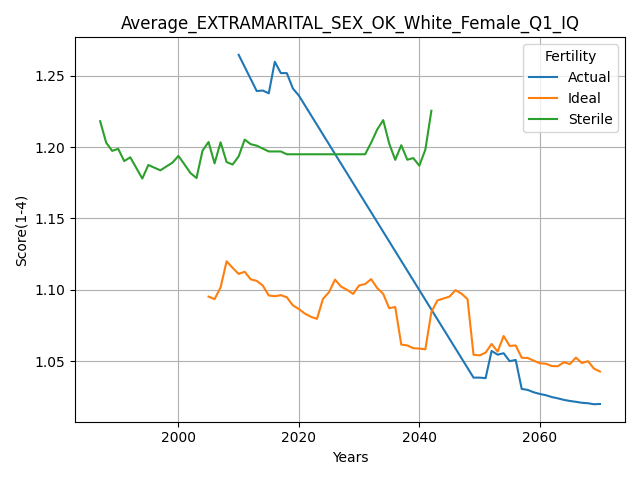 Average_EXTRAMARITAL_SEX_OK_White_Female_Q1_IQ
Fertility
Actual
Ideal
Sterile
Score(1-4)
1.25
1.20
1.15
1.10
1.05
2000 2020 2040 2060
Years